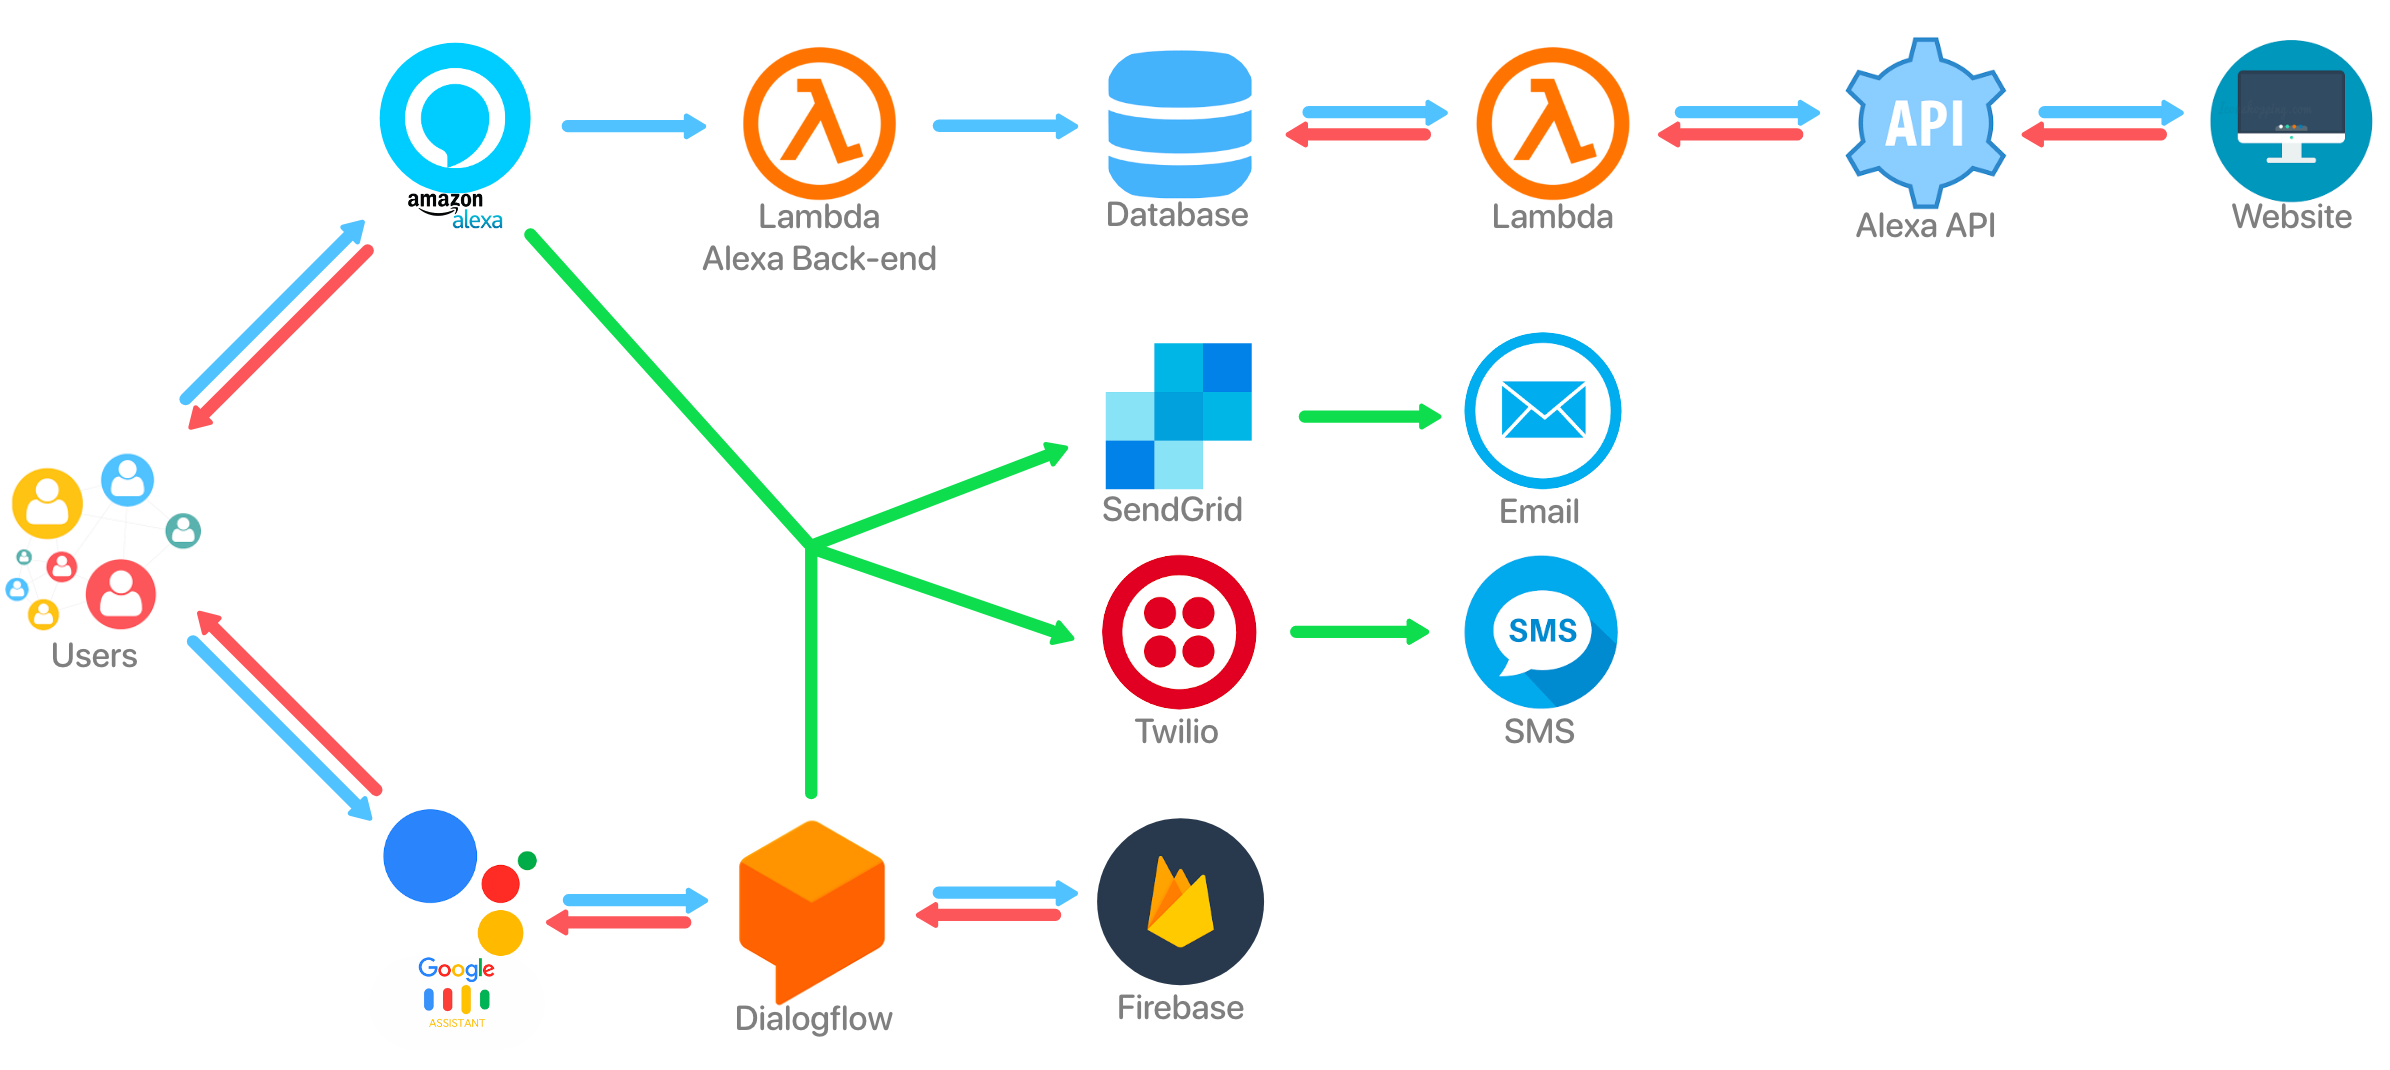 amazon
alexa
Lambda
Alexa Back-end
Database
Lambda
API
Alexa API
Website
SendGrid
Email
Users
Twilio
SMS
SMS
Google
ASSISTANT
Dialogflow
Firebase